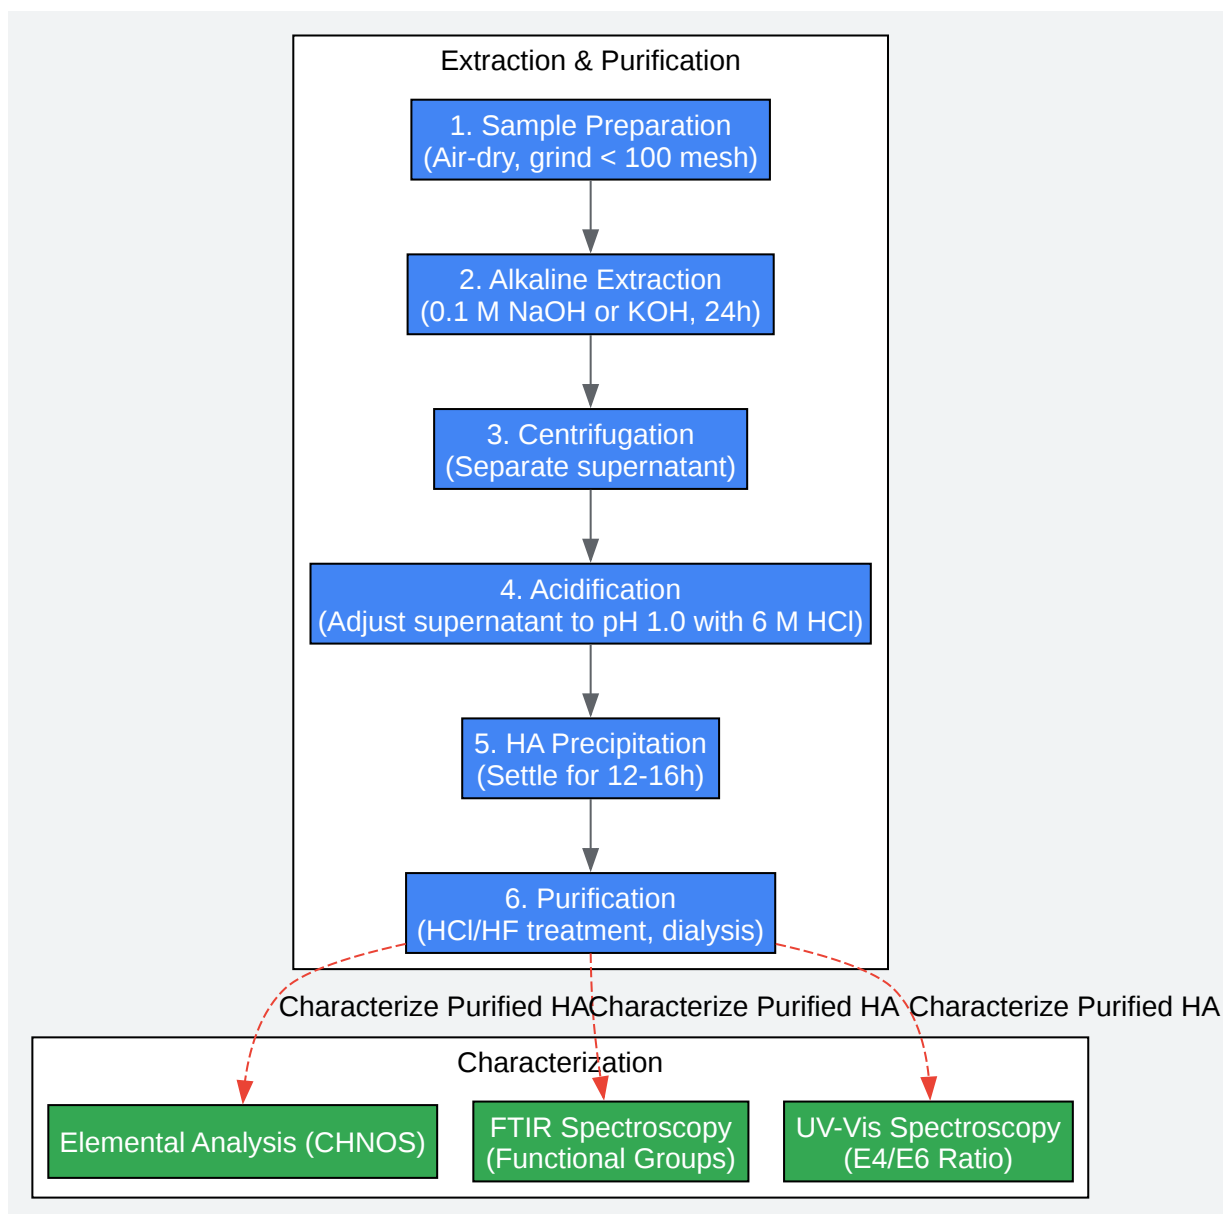 Extraction & Purification
1. Sample Preparation
(Air-dry, grind < 100 mesh)
2. Alkaline Extraction
(0.1 M NaOH or KOH, 24h)
3. Centrifugation
(Separate supernatant)
4. Acidification
(Adjust supernatant to pH 1.0 with 6 M HCl)
5. HA Precipitation
(Settle for 12-16h)
6. Purification
(HCl/HF treatment, dialysis)
Characterize Purified HA
Characterize Purified HA
Characterize Purified HA
Characterization
Elemental Analysis (CHNOS)
FTIR Spectroscopy
(Functional Groups)
UV-Vis Spectroscopy
(E4/E6 Ratio)